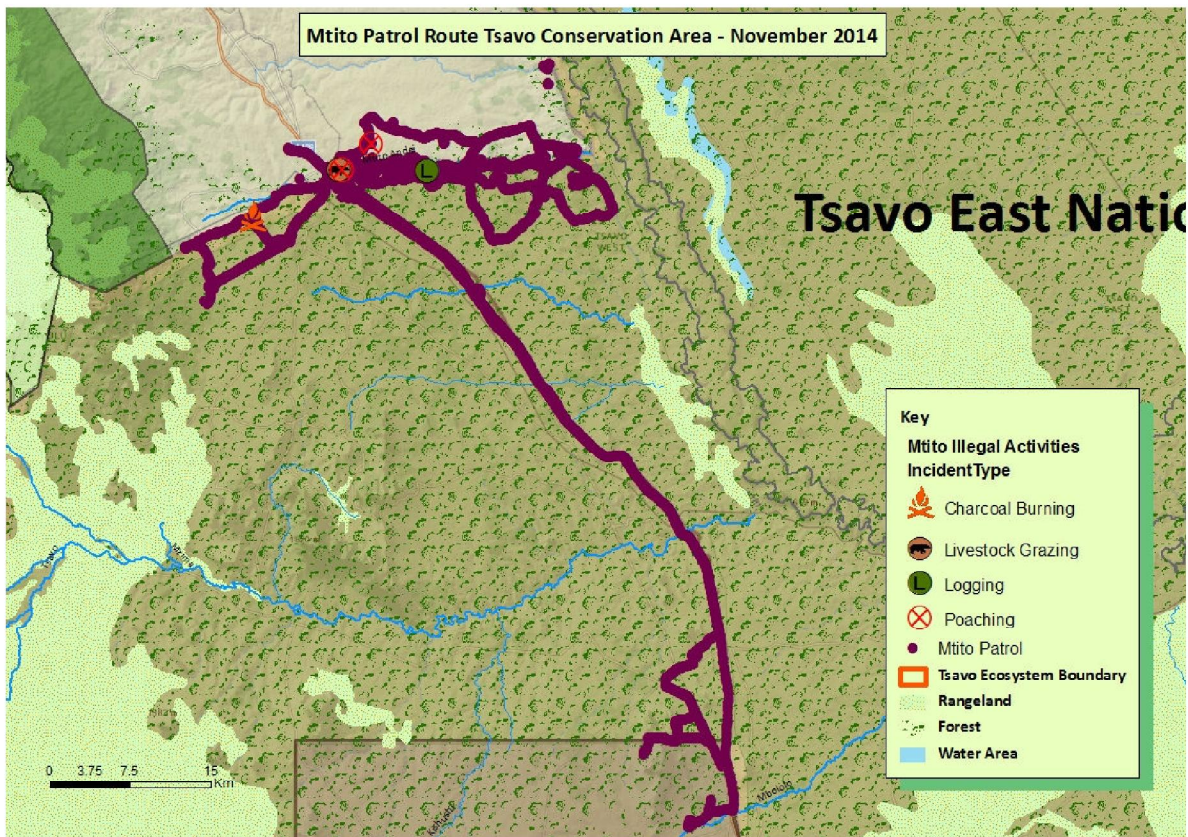 Mtito Patrol Route Tsavo Conservation Area - November 2014
Tsavo East Natio
Key
Mtito Illegal Activities
IncidentType
Charcoal Burning
Livestock Grazing
L Logging
Poaching
Mtito Patrol
Tsavo Ecosystem Boundary
Rangeland
Forest
Water Area
L
Tsavo
0 3.75 7.5 15
Km
Mbololo